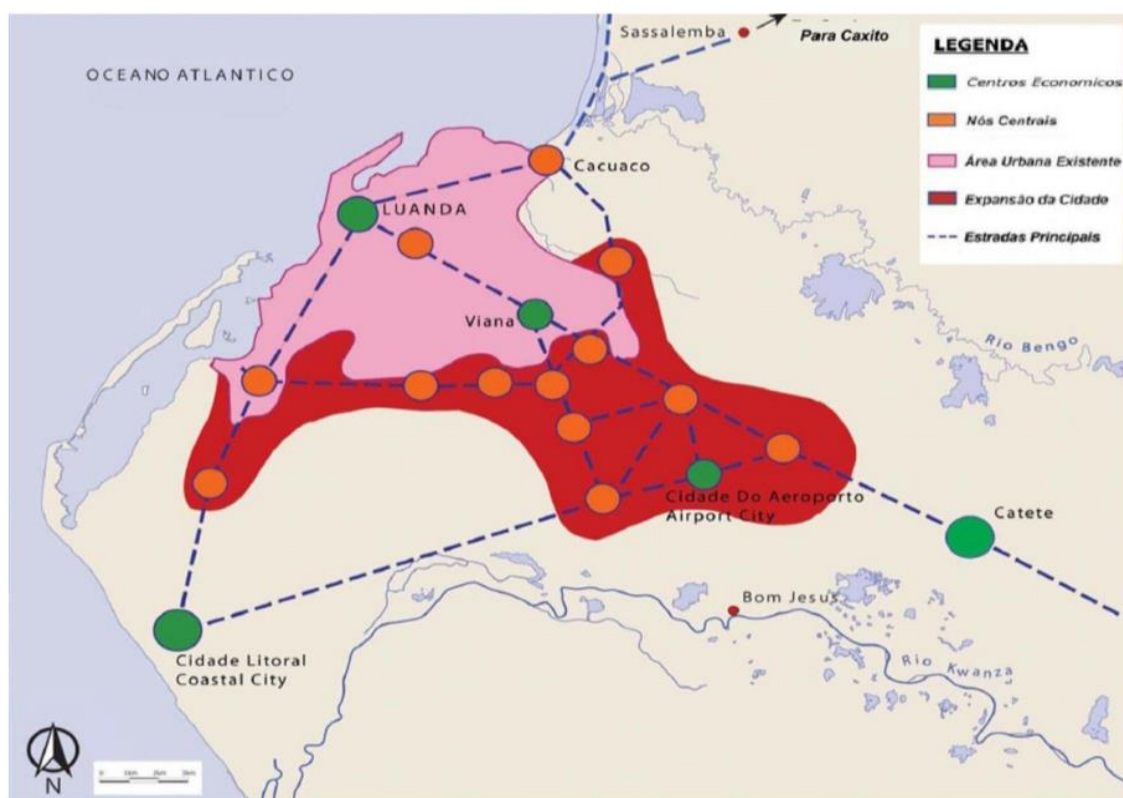 Sassalemba
Para Caxito
OCEANO ATLANTICO
LEGENDA
Centros Economicos
Nós Centrais
Área Urbana Existente
Expansão da Cidade
Estradas Principais
Cacuaco
LUANDA
Viana
Rio Bengo
Cidade Do Aeroporto
Airport City
Catete
Bom Jesus
Rio Kwanza
Cidade Litoral
Coastal City
N
0